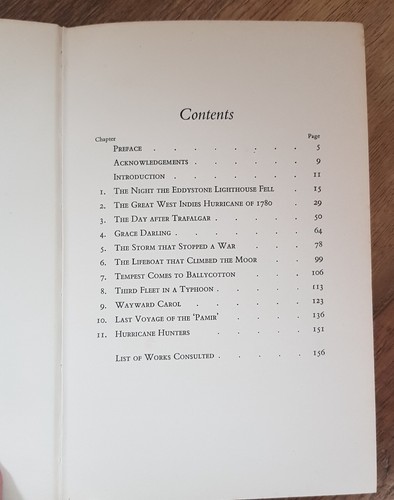 Contents
Chapter Page
Preface . . . . . . . 5
Acknowledgements . . . . . 9
Introduction . . . . . . 11
1. The Night the Eddystone Lighthouse Fell . 15
2. The Great West Indies Hurricane of 1780 . 29
3. The Day after Trafalgar . . . . 50
4. Grace Darling . . . . . . 64
5. The Storm that Stopped a War . . . 78
6. The Lifeboat that Climbed the Moor . . 99
7. Tempest Comes to Ballycotton . . . 106
8. Third Fleet in a Typhoon . . . . 113
9. Wayward Carol . . . . . 123
10. Last Voyage of the 'Pamir' . . . . 136
11. Hurricane Hunters . . . . . 151
List of Works Consulted . . . . 156